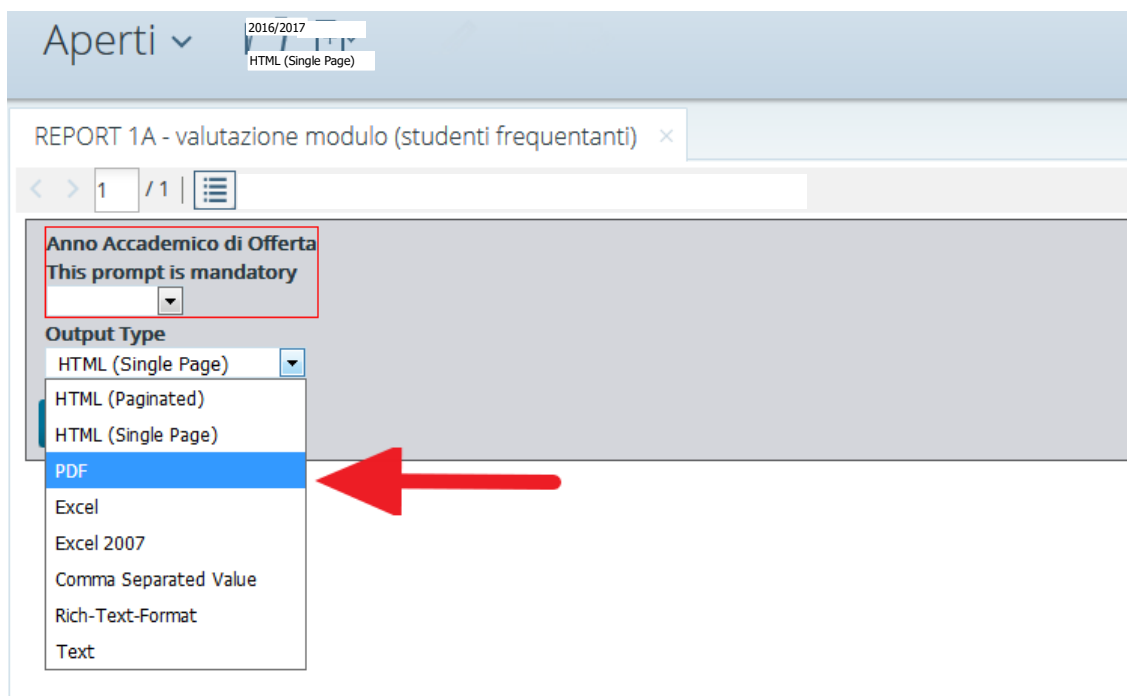 Aperti
2016/2017
HTML (Single Page)
REPORT 1A - valutazione modulo (studenti frequentanti) ×
1 / 1
Anno Accademico di Offerta
This prompt is mandatory
Output Type
HTML (Single Page)
HTML (Paginated)
HTML (Single Page)
PDF
Excel
Excel 2007
Comma Separated Value
Rich-Text-Format
Text